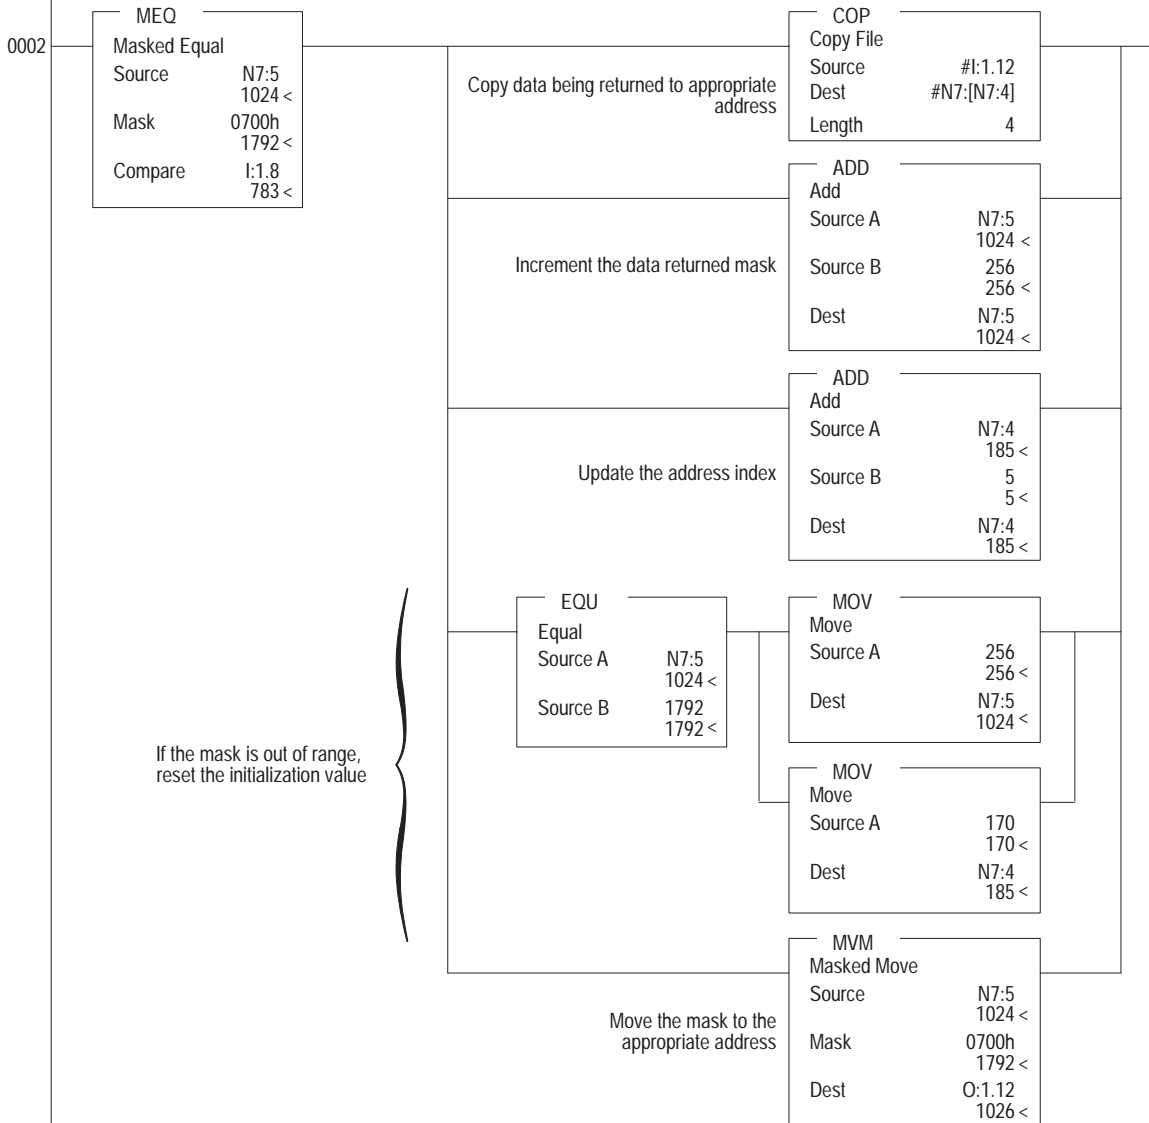 0002
MEQ
Masked Equal
Source N7:5
1024 <
Mask 0700h
1792 <
Compare I:1.8
783 <
Copy data being returned to appropriate
address
COP
Copy File
Source #I:1.12
Dest #N7:[N7:4]
Length 4
Increment the data returned mask
ADD
Add
Source A N7:5
1024 <
Source B 256
256 <
Dest N7:5
1024 <
Update the address index
ADD
Add
Source A N7:4
185 <
Source B 5
5 <
Dest N7:4
185 <
If the mask is out of range,
reset the initialization value
EQU
Equal
Source A N7:5
1024 <
Source B 1792
1792 <
MOV
Move
Source A 256
256 <
Dest N7:5
1024 <
MOV
Move
Source A 170
170 <
Dest N7:4
185 <
Move the mask to the
appropriate address
MVM
Masked Move
Source N7:5
1024 <
Mask 0700h
1792 <
Dest O:1.12
1026 <